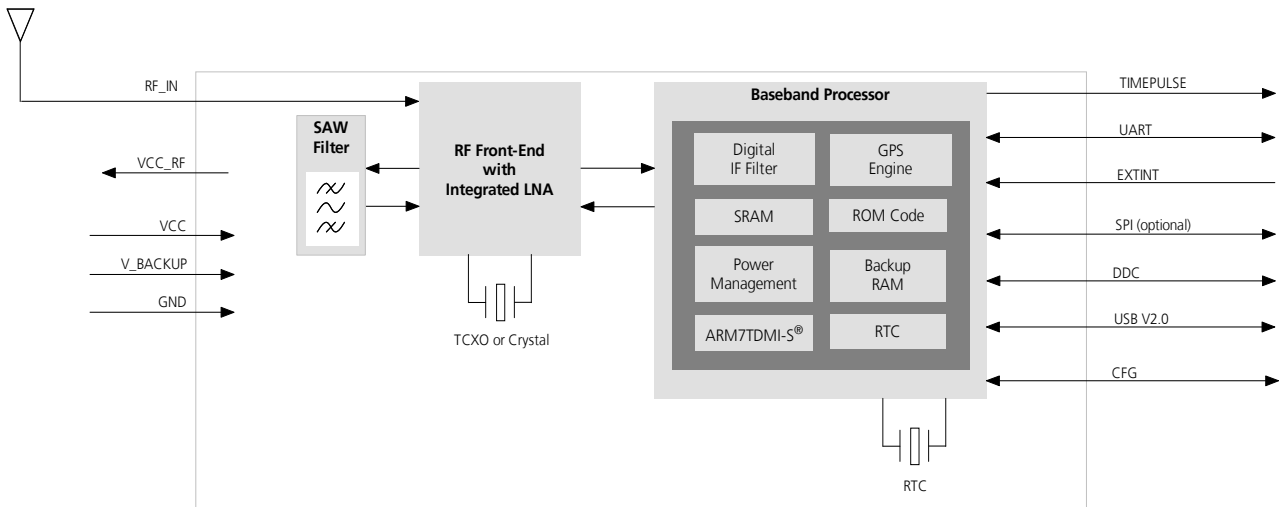 RF_IN
VCC_RF
VCC
V_BACKUP
GND
SAW
Filter
RF Front-End
with
Integrated LNA
TCXO or Crystal
Baseband Processor
Digital
IF Filter
GPS
Engine
SRAM
ROM Code
Power
Management
Backup
RAM
ARM7TDMI-S®
RTC
RTC
TIMEPULSE
UART
EXTINT
SPI (optional)
DDC
USB V2.0
CFG